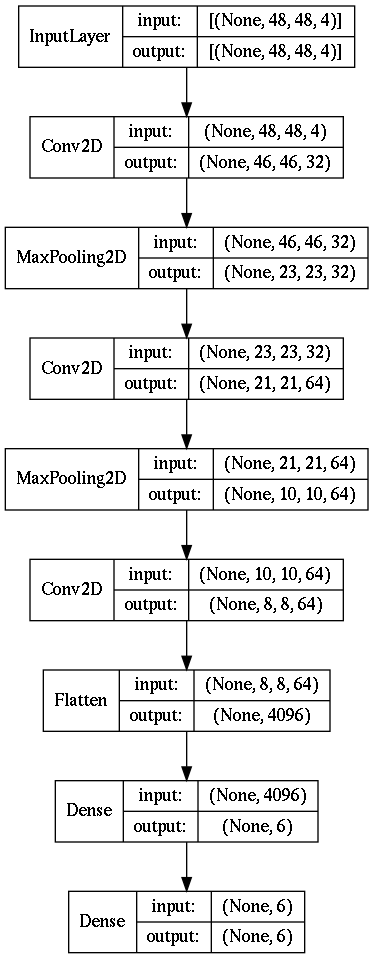 InputLayer
input: [(None, 48, 48, 4)]
output: [(None, 48, 48, 4)]
Conv2D
input: (None, 48, 48, 4)
output: (None, 46, 46, 32)
MaxPooling2D
input: (None, 46, 46, 32)
output: (None, 23, 23, 32)
Conv2D
input: (None, 23, 23, 32)
output: (None, 21, 21, 64)
MaxPooling2D
input: (None, 21, 21, 64)
output: (None, 10, 10, 64)
Conv2D
input: (None, 10, 10, 64)
output: (None, 8, 8, 64)
Flatten
input: (None, 8, 8, 64)
output: (None, 4096)
Dense
input: (None, 4096)
output: (None, 6)
Dense
input: (None, 6)
output: (None, 6)